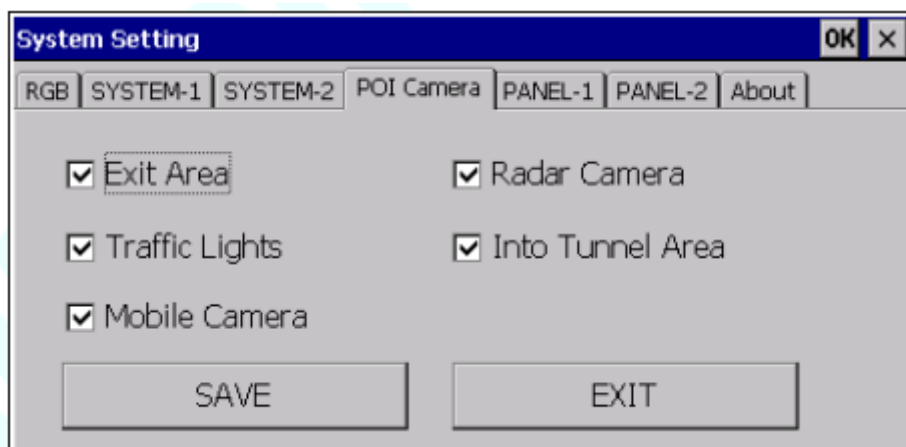 System Setting OK ×
RGB SYSTEM-1 SYSTEM-2 POI Camera PANEL-1 PANEL-2 About
Exit Area Radar Camera
Traffic Lights Into Tunnel Area
Mobile Camera
SAVE EXIT